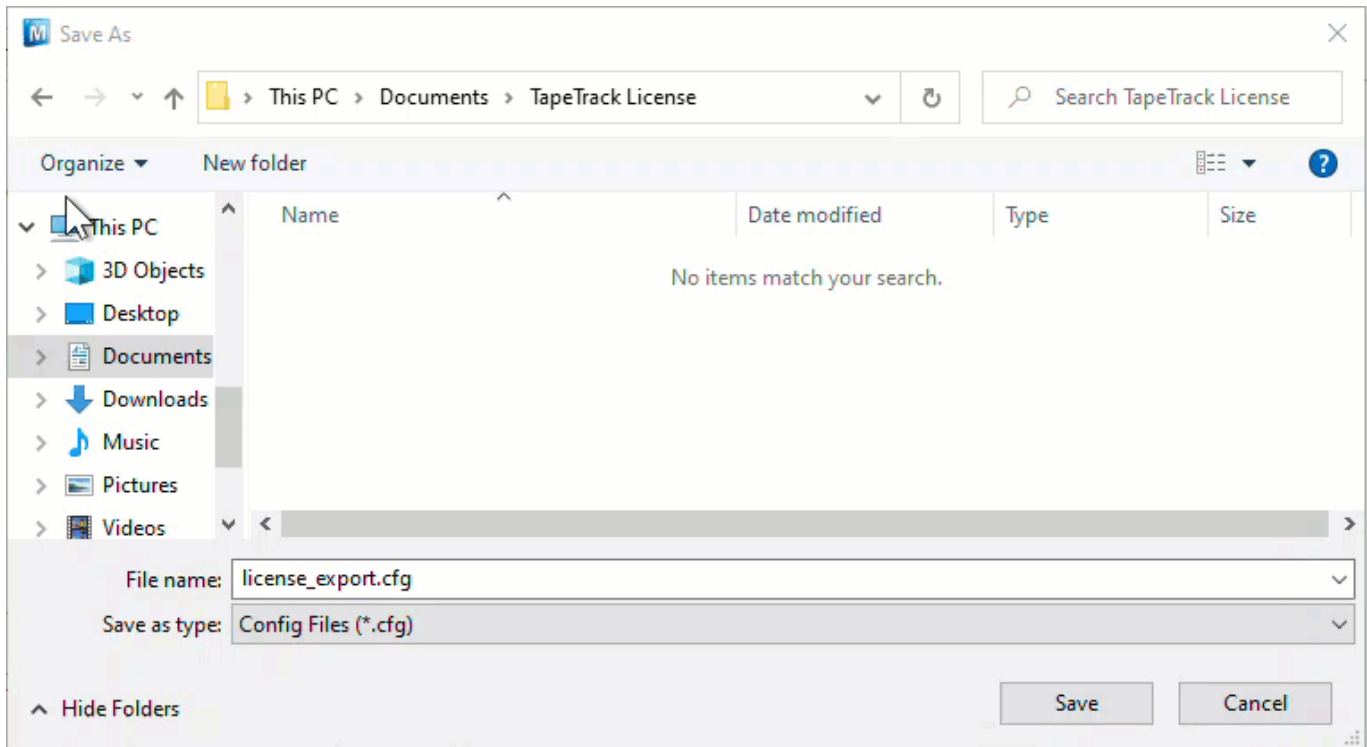 M Save As
This PC > Documents > TapeTrack License Search TapeTrack License
Organize New folder ?
This PC Name Date modified Type Size
3D Objects No items match your search.
Desktop
Documents
Downloads
Music
Pictures
Videos
File name: license_export.cfg
Save as type: Config Files (*.cfg)
Hide Folders Save Cancel